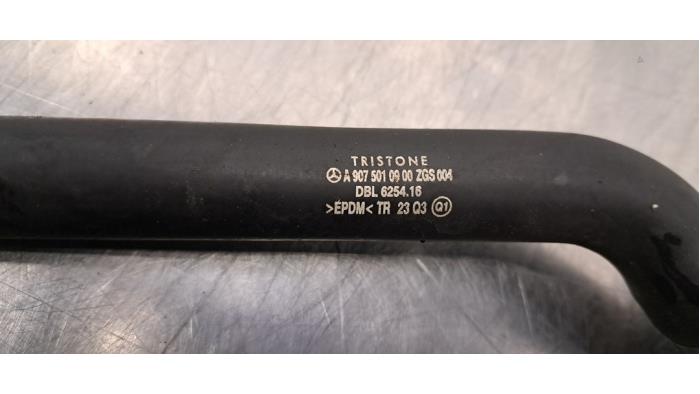 TRISTONE
A 907 501 09 00 ZGS 004
DBL 6254.16
>EPDM< TR 23 Q3 Q1